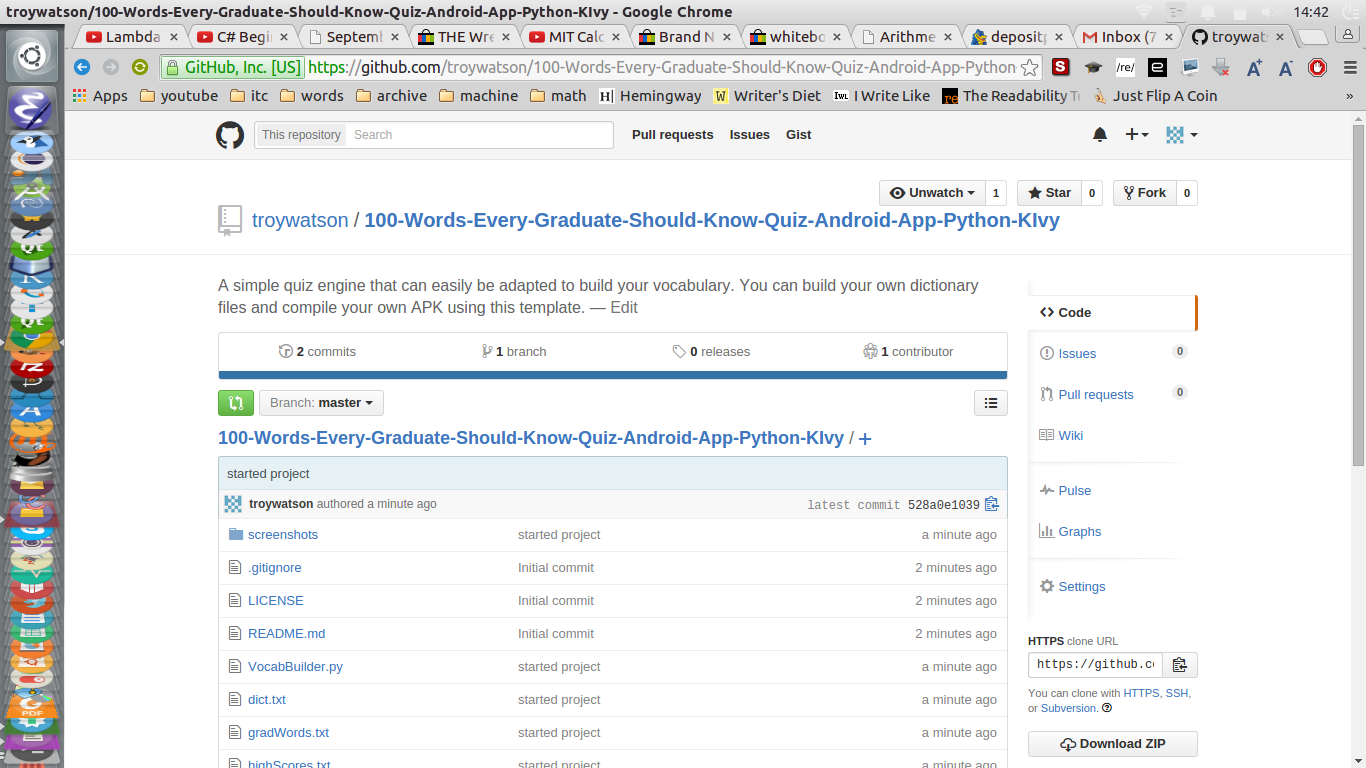 troywatson/100-Words-Every-Graduate-Should-Know-Quiz-Android-App-Python-KIvy - Google Chrome
14:42
Lambda
C# Begin
Septemb
THE Wre
MIT Calc
Brand N
whitebo
Arithme
depositp
Inbox (7
troywats
GitHub, Inc. [US] https://github.com/troywatson/100-Words-Every-Graduate-Should-Know-Quiz-Android-App-Python-
/re/
Apps youtube itc words archive machine math Hemingway Writer's Diet I Write Like The Readability Te Just Flip A Coin »
This repository Search Pull requests Issues Gist
Unwatch 1 Star 0 Fork 0
troywatson / 100-Words-Every-Graduate-Should-Know-Quiz-Android-App-Python-KIvy
A simple quiz engine that can easily be adapted to build your vocabulary. You can build your own dictionary
files and compile your own APK using this template. — Edit
2 commits 1 branch 0 releases 1 contributor
Branch: master
100-Words-Every-Graduate-Should-Know-Quiz-Android-App-Python-KIvy / +
started project
troywatson authored a minute ago latest commit 528a0e1039
screenshots started project a minute ago
.gitignore Initial commit 2 minutes ago
LICENSE Initial commit 2 minutes ago
README.md Initial commit 2 minutes ago
VocabBuilder.py started project a minute ago
dict.txt started project a minute ago
gradWords.txt started project a minute ago
highScores.txt started project a minute ago
Code
Issues 0
Pull requests 0
Wiki
Pulse
Graphs
Settings
HTTPS clone URL
https://github.co
You can clone with HTTPS, SSH,
or Subversion.
Download ZIP